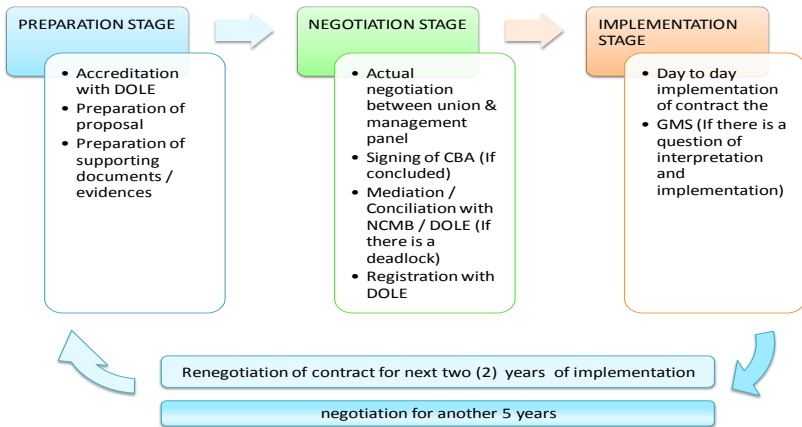 PREPARATION STAGE
• Accreditation
with DOLE
• Preparation of
proposal
• Preparation of
supporting
documents /
evidences
NEGOTIATION STAGE
• Actual
negotiation
between union &
management
panel
• Signing of CBA (If
concluded)
• Mediation /
Conciliation with
NCMB / DOLE (If
there is a
deadlock)
• Registration with
DOLE
IMPLEMENTATION
STAGE
• Day to day
implementation
of contract the
• GMS (If there is a
question of
interpretation
and
implementation)
Renegotiation of contract for next two (2) years of implementation
negotiation for another 5 years